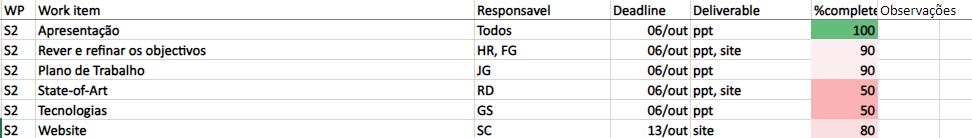 WP Work item Responsavel Deadline Deliverable %complete Observações
S2 Apresentação Todos 06/out ppt 100
S2 Rever e refinar os objectivos HR, FG 06/out ppt, site 90
S2 Plano de Trabalho JG 06/out ppt 90
S2 State-of-Art RD 06/out ppt, site 50
S2 Tecnologias GS 06/out ppt 50
S2 Website SC 13/out site 80